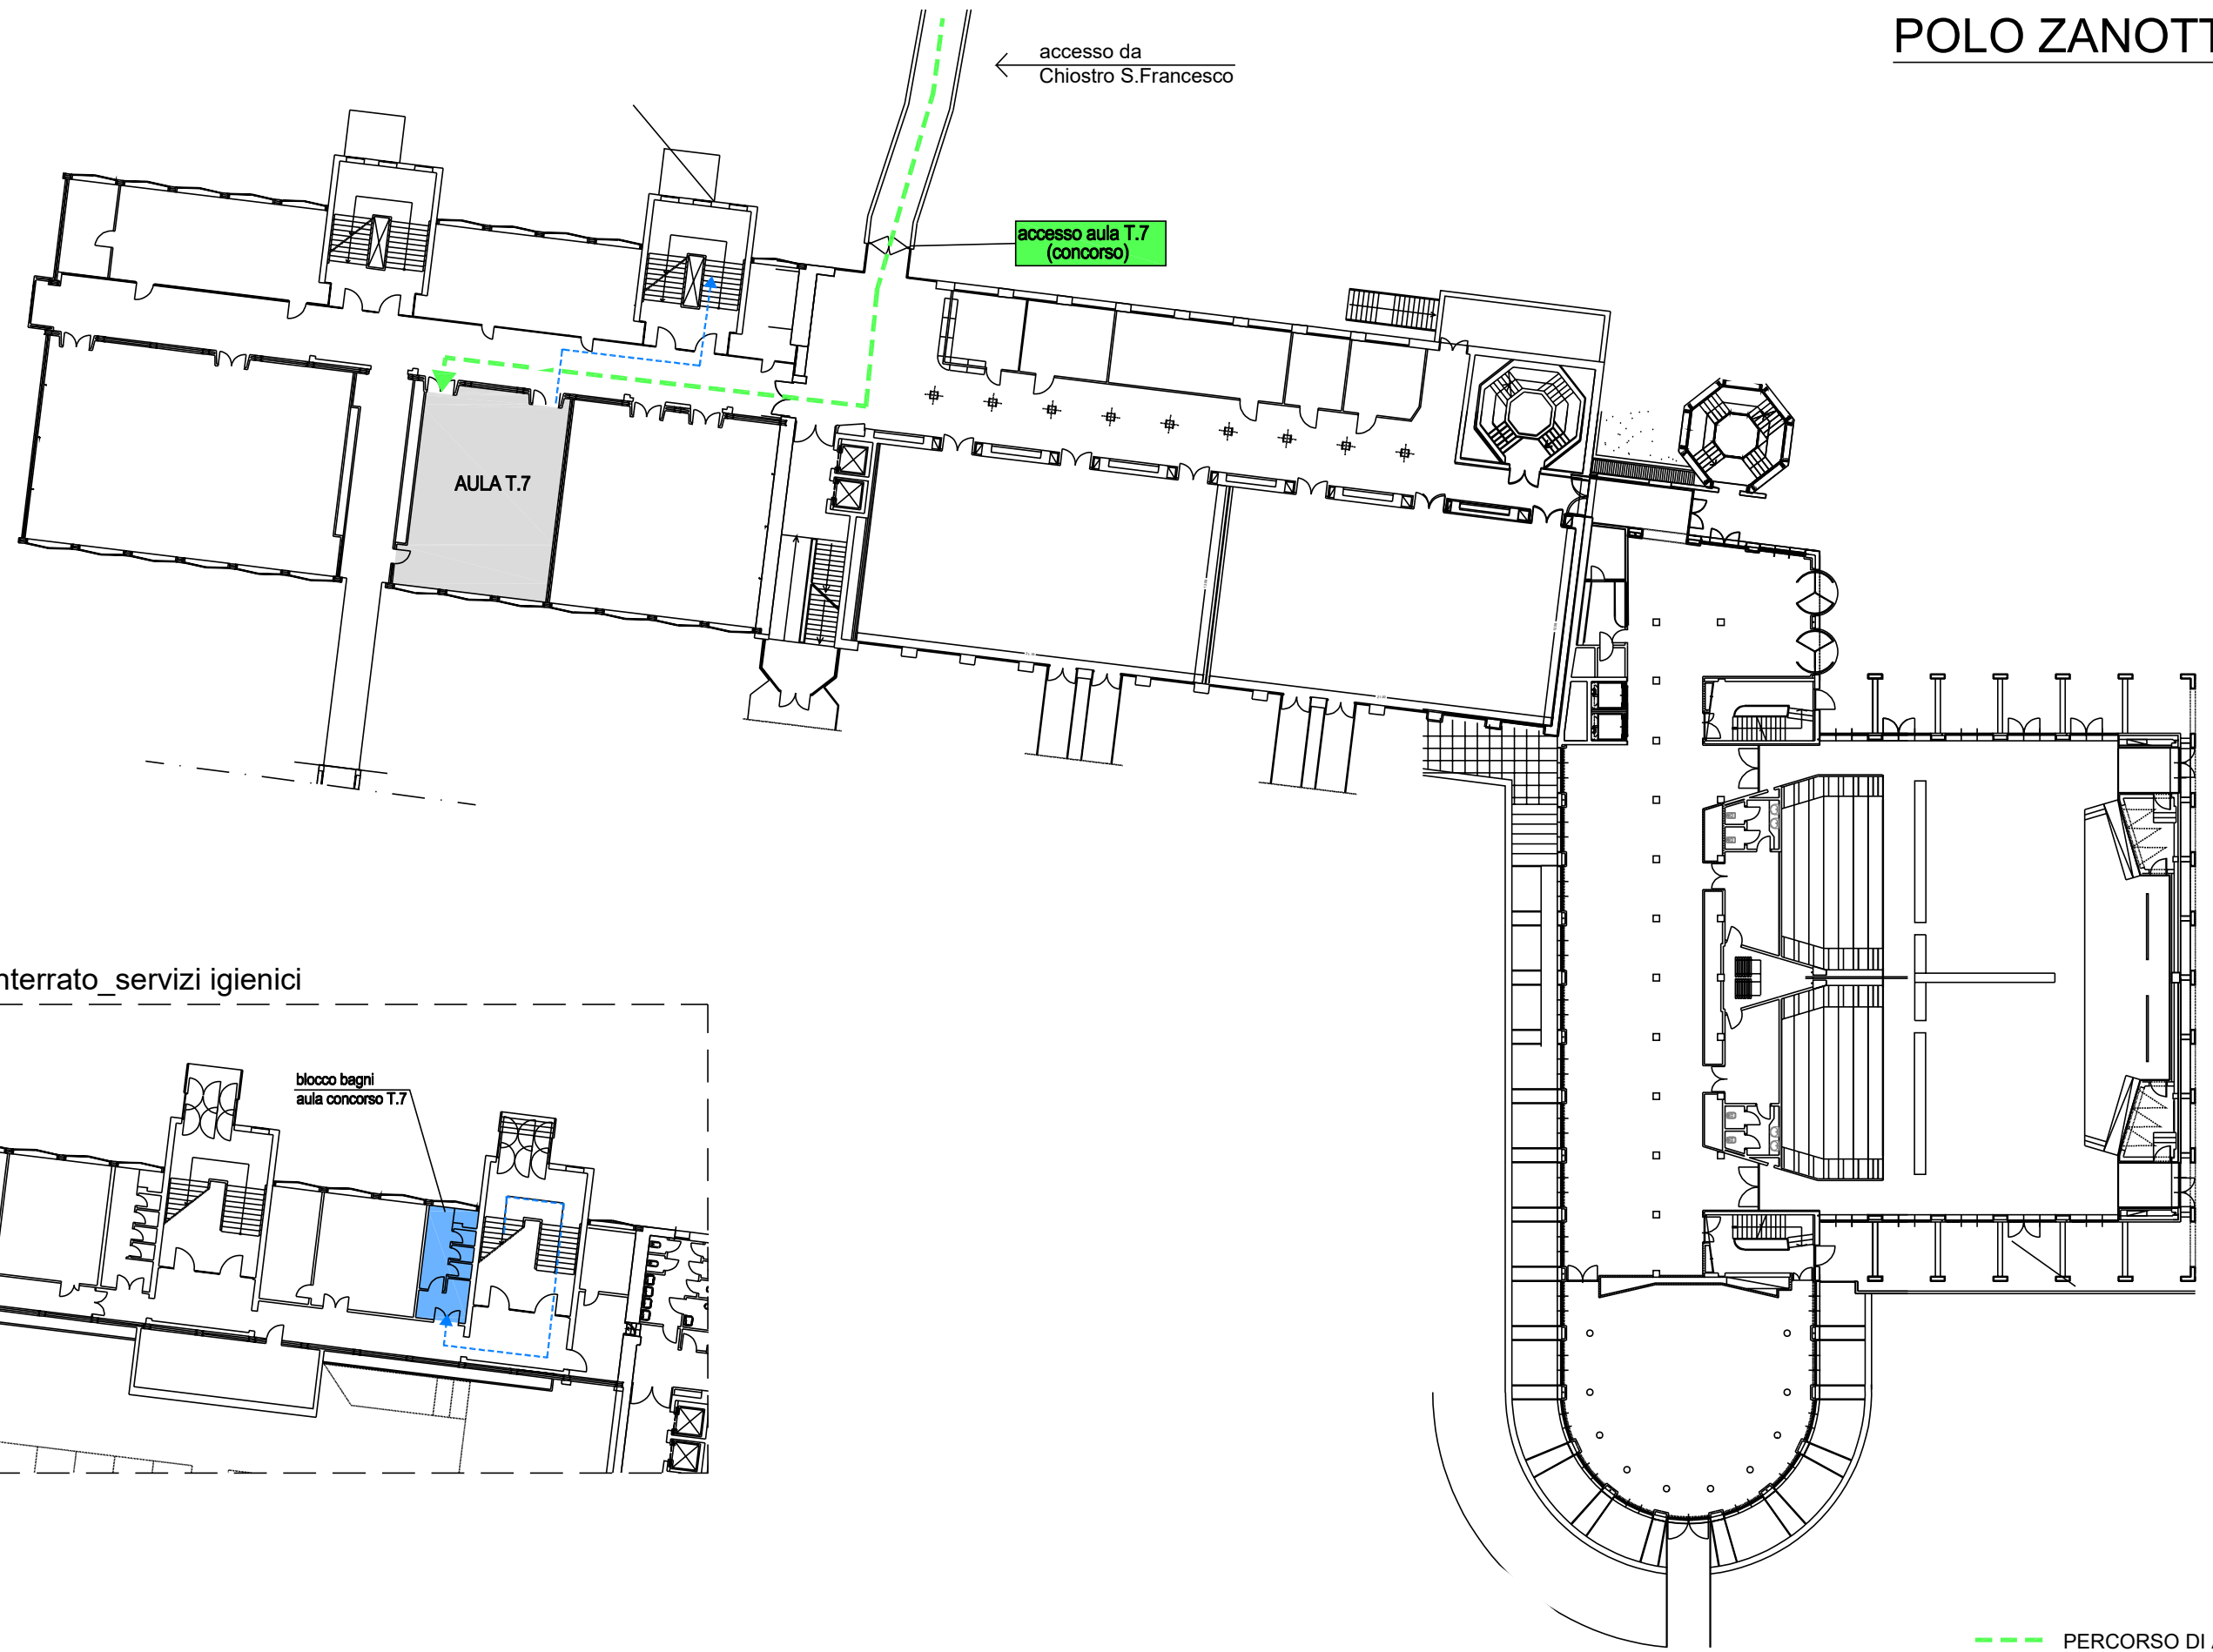 POLO ZANOTT
accesso da
Chiostro S.Francesco
accesso aula T.7
(concorso)
AULA T.7
nterrato_servizi igienici
blocco bagni
aula concorso T.7
PERCORSO DI